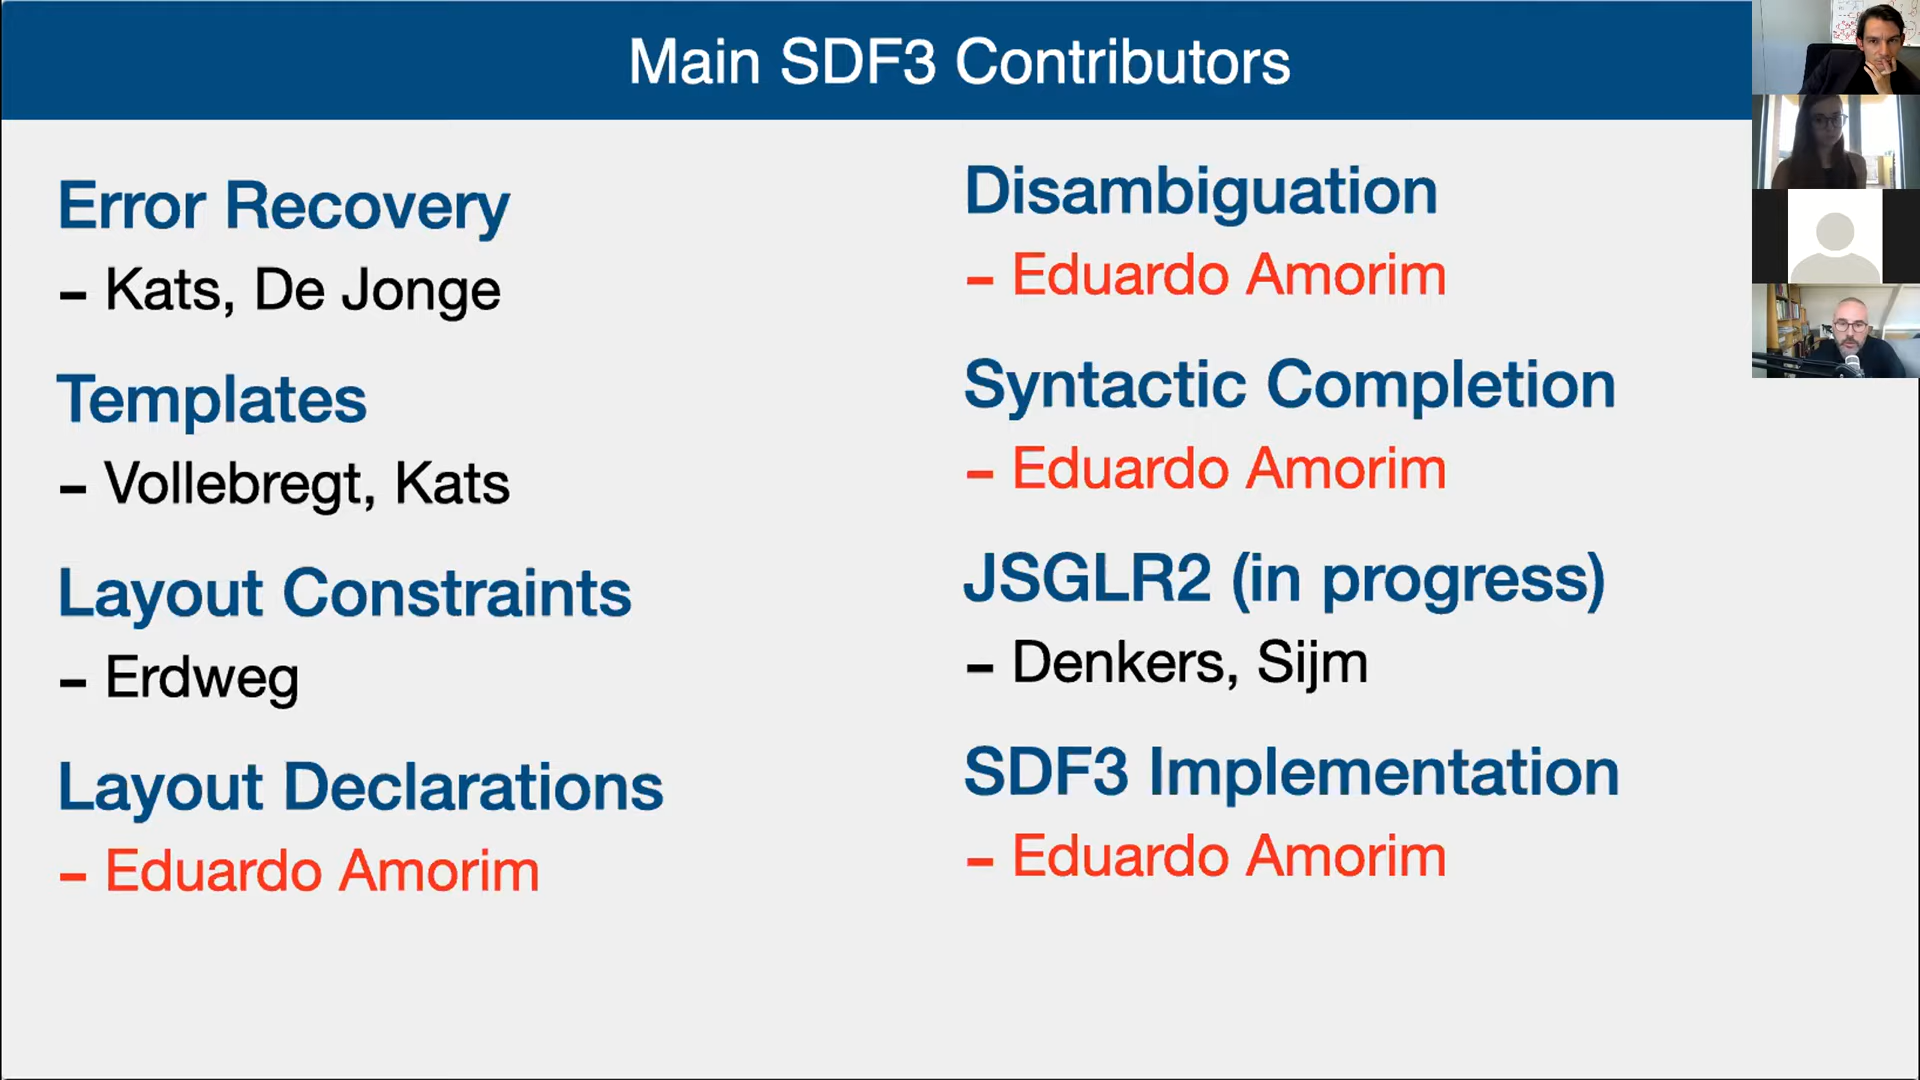 Main SDF3 Contributors
Error Recovery
– Kats, De Jonge
Templates
– Vollebregt, Kats
Layout Constraints
– Erdweg
Layout Declarations
– Eduardo Amorim
Disambiguation
– Eduardo Amorim
Syntactic Completion
– Eduardo Amorim
JSGLR2 (in progress)
– Denkers, Sijm
SDF3 Implementation
– Eduardo Amorim